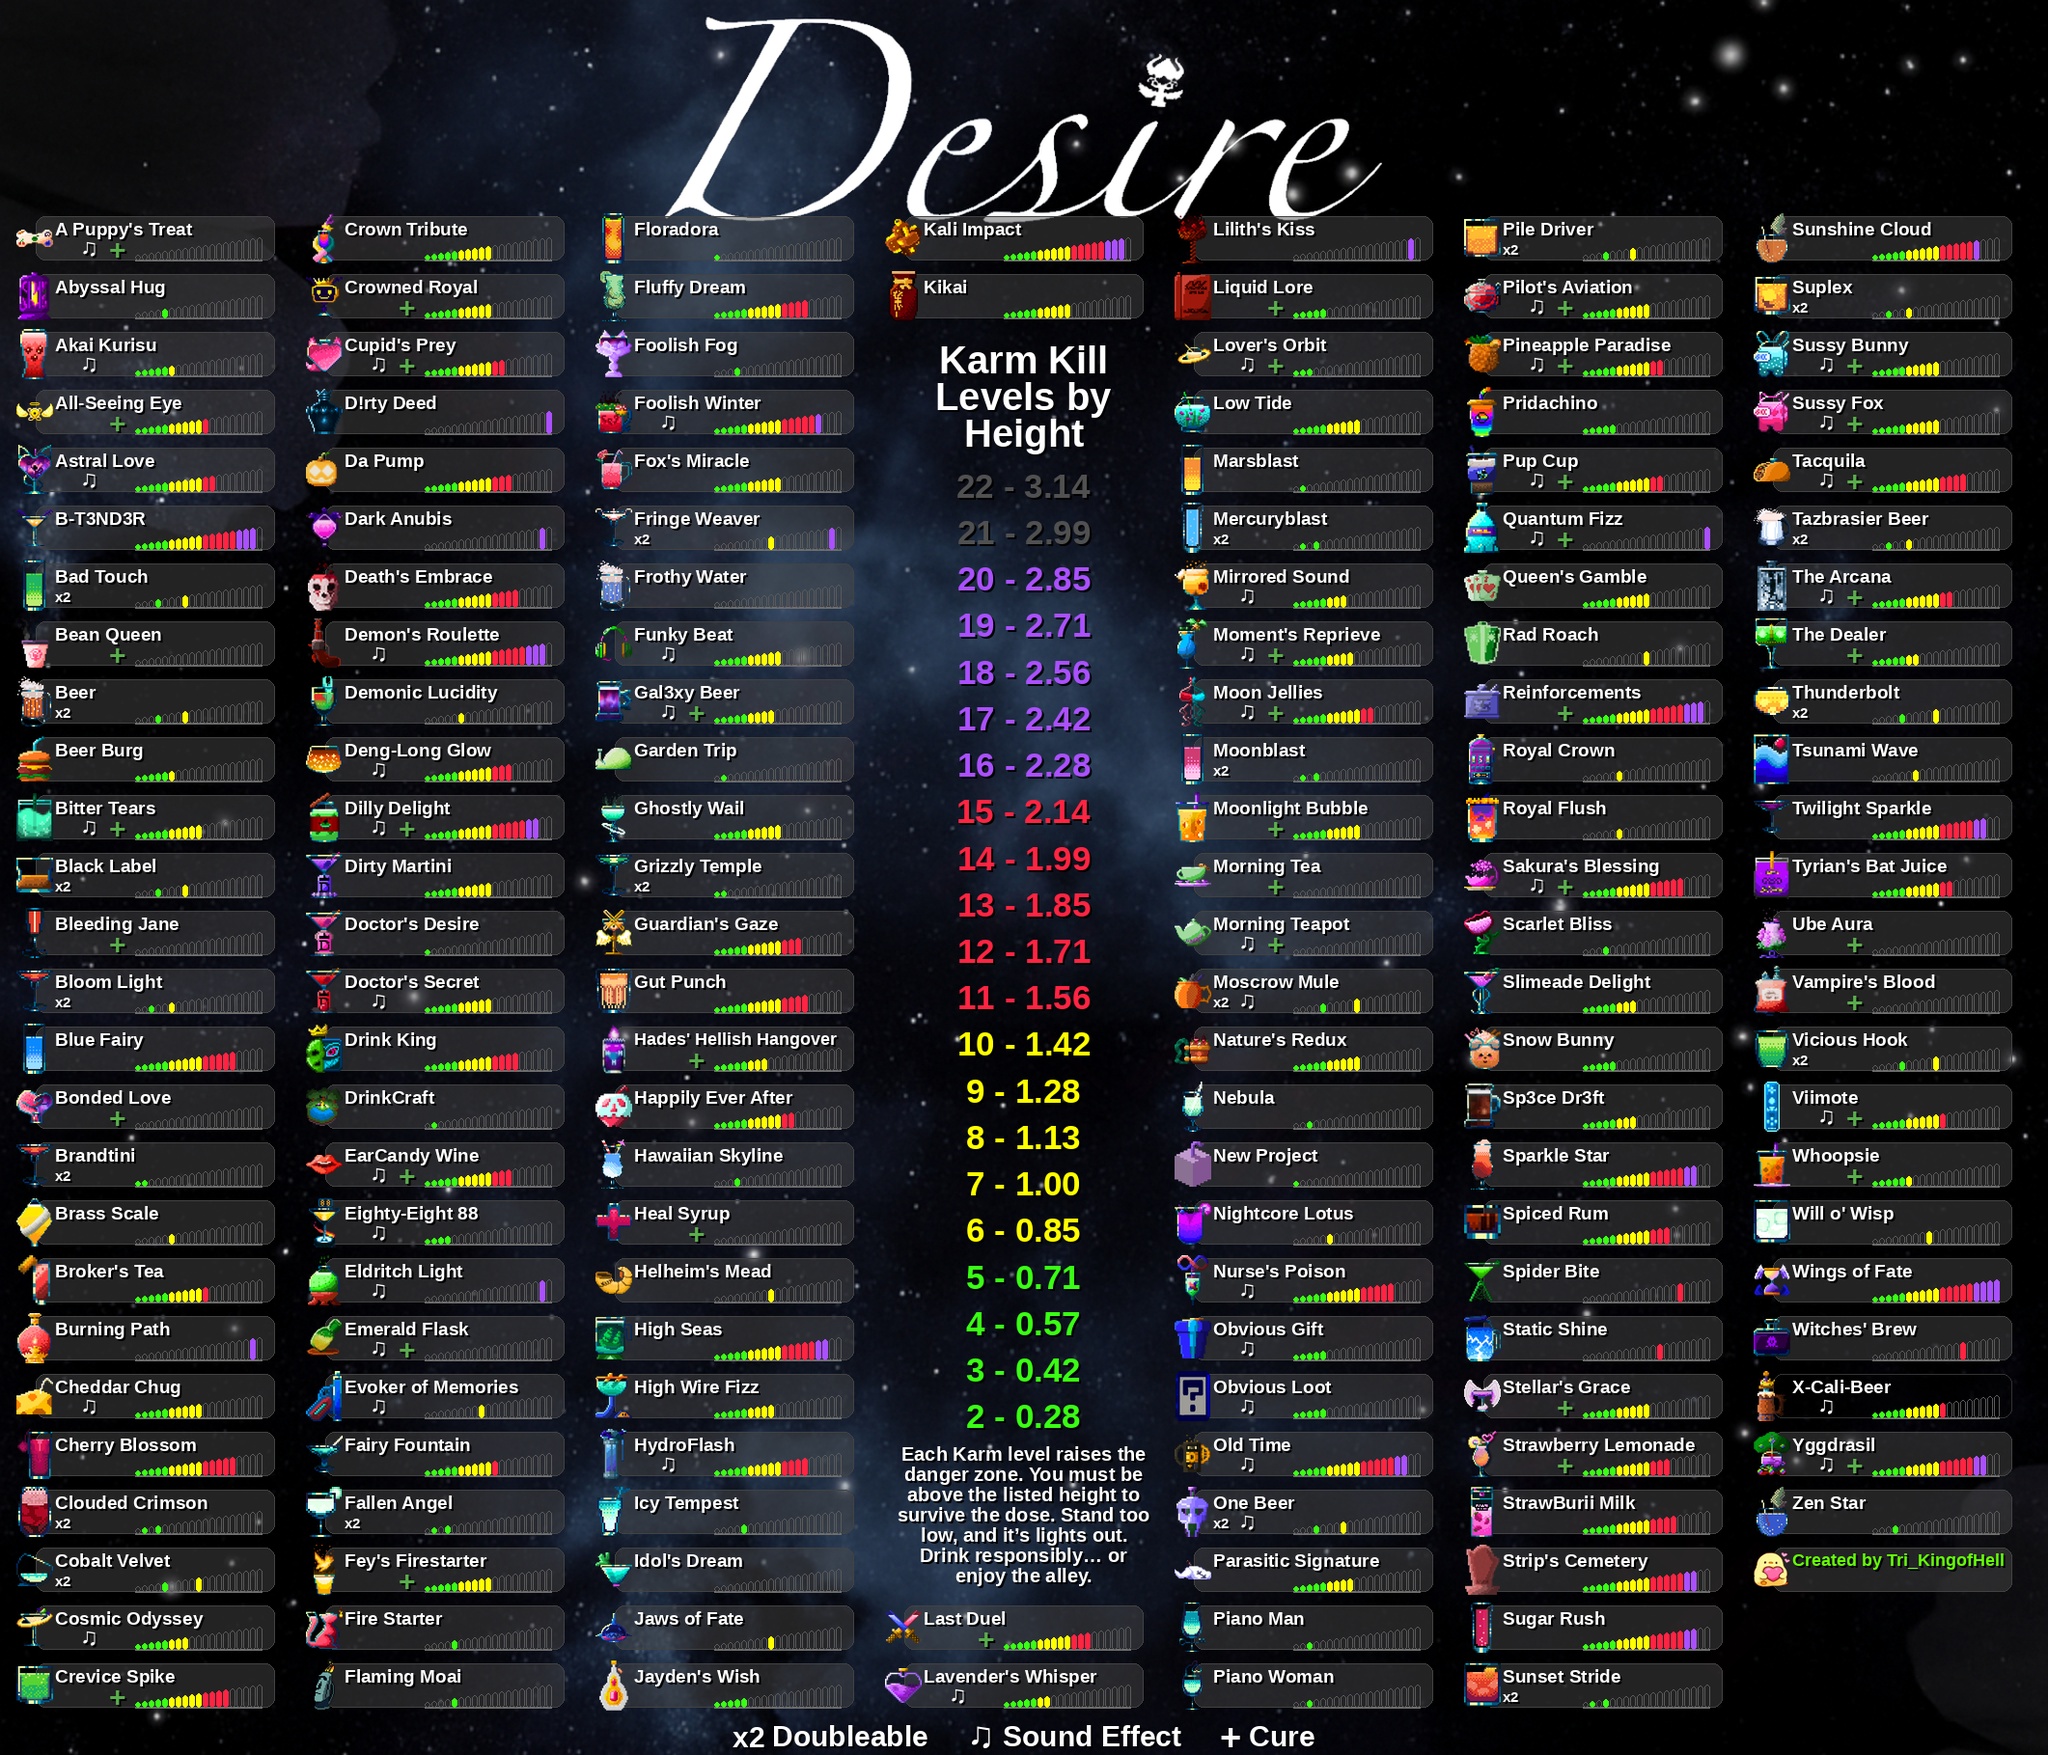 Desire
A Puppy's Treat
♫ +
Abyssal Hug
Akai Kurisu
♫
All-Seeing Eye
+
Astral Love
♫
B-T3ND3R
Bad Touch
x2
Bean Queen
+
Beer
x2
Beer Burg
Bitter Tears
♫ +
Black Label
x2
Bleeding Jane
+
Bloom Light
x2
Blue Fairy
Bonded Love
+
Brandtini
x2
Brass Scale
Broker's Tea
Burning Path
Cheddar Chug
♫
Cherry Blossom
Clouded Crimson
x2
Cobalt Velvet
x2
Cosmic Odyssey
♫
Crevice Spike
+
Crown Tribute
Crowned Royal
+
Cupid's Prey
♫ +
D!rty Deed
Da Pump
Dark Anubis
Death's Embrace
Demon's Roulette
♫
Demonic Lucidity
Deng-Long Glow
♫
Dilly Delight
♫ +
Dirty Martini
Doctor's Desire
Doctor's Secret
♫
Drink King
DrinkCraft
EarCandy Wine
♫ +
Eighty-Eight 88
♫
Eldritch Light
♫
Emerald Flask
♫ +
Evoker of Memories
♫
Fairy Fountain
Fallen Angel
x2
Fey's Firestarter
+
Fire Starter
Flaming Moai
Floradora
Fluffy Dream
Foolish Fog
Foolish Winter
♫
Fox's Miracle
Fringe Weaver
x2
Frothy Water
Funky Beat
♫
Gal3xy Beer
♫ +
Garden Trip
Ghostly Wail
Grizzly Temple
x2
Guardian's Gaze
Gut Punch
Hades' Hellish Hangover
+
Happily Ever After
Hawaiian Skyline
Heal Syrup
+
Helheim's Mead
High Seas
High Wire Fizz
HydroFlash
♫
Icy Tempest
Idol's Dream
Jaws of Fate
Jayden's Wish
Kali Impact
Kikai
Karm Kill
Levels by
Height
22 - 3.14
21 - 2.99
20 - 2.85
19 - 2.71
18 - 2.56
17 - 2.42
16 - 2.28
15 - 2.14
14 - 1.99
13 - 1.85
12 - 1.71
11 - 1.56
10 - 1.42
9 - 1.28
8 - 1.13
7 - 1.00
6 - 0.85
5 - 0.71
4 - 0.57
3 - 0.42
2 - 0.28
Each Karm level raises the
danger zone. You must be
above the listed height to
survive the dose. Stand too
low, and it's lights out.
Drink responsibly... or
enjoy the alley.
Last Duel
+
Lavender's Whisper
♫
Lilith's Kiss
Liquid Lore
+
Lover's Orbit
♫ +
Low Tide
Marsblast
Mercuryblast
x2
Mirrored Sound
♫
Moment's Reprieve
♫ +
Moon Jellies
♫ +
Moonblast
x2
Moonlight Bubble
+
Morning Tea
+
Morning Teapot
♫ +
Moscrow Mule
x2 ♫
Nature's Redux
Nebula
New Project
Nightcore Lotus
Nurse's Poison
♫
Obvious Gift
♫
Obvious Loot
♫
Old Time
♫
One Beer
x2 ♫
Parasitic Signature
Piano Man
Piano Woman
Pile Driver
x2
Pilot's Aviation
♫ +
Pineapple Paradise
♫ +
Pridachino
Pup Cup
♫ +
Quantum Fizz
♫ +
Queen's Gamble
Rad Roach
Reinforcements
+
Royal Crown
Royal Flush
Sakura's Blessing
♫ +
Scarlet Bliss
Slimeade Delight
Snow Bunny
Sp3ce Dr3ft
Sparkle Star
Spiced Rum
Spider Bite
Static Shine
Stellar's Grace
+
Strawberry Lemonade
+
StrawBurii Milk
Strip's Cemetery
Sugar Rush
Sunset Stride
x2
Sunshine Cloud
Suplex
x2
Sussy Bunny
♫ +
Sussy Fox
♫ +
Tacquila
♫ +
Tazbrasier Beer
x2
The Arcana
♫ +
The Dealer
+
Thunderbolt
x2
Tsunami Wave
Twilight Sparkle
Tyrian's Bat Juice
Ube Aura
+
Vampire's Blood
+
Vicious Hook
x2
Viimote
♫ +
Whoopsie
+
Will o' Wisp
Wings of Fate
Witches' Brew
X-Cali-Beer
♫
Yggdrasil
♫ +
Zen Star
Created by Tri_KingofHell
x2 Doubleable ♫ Sound Effect + Cure